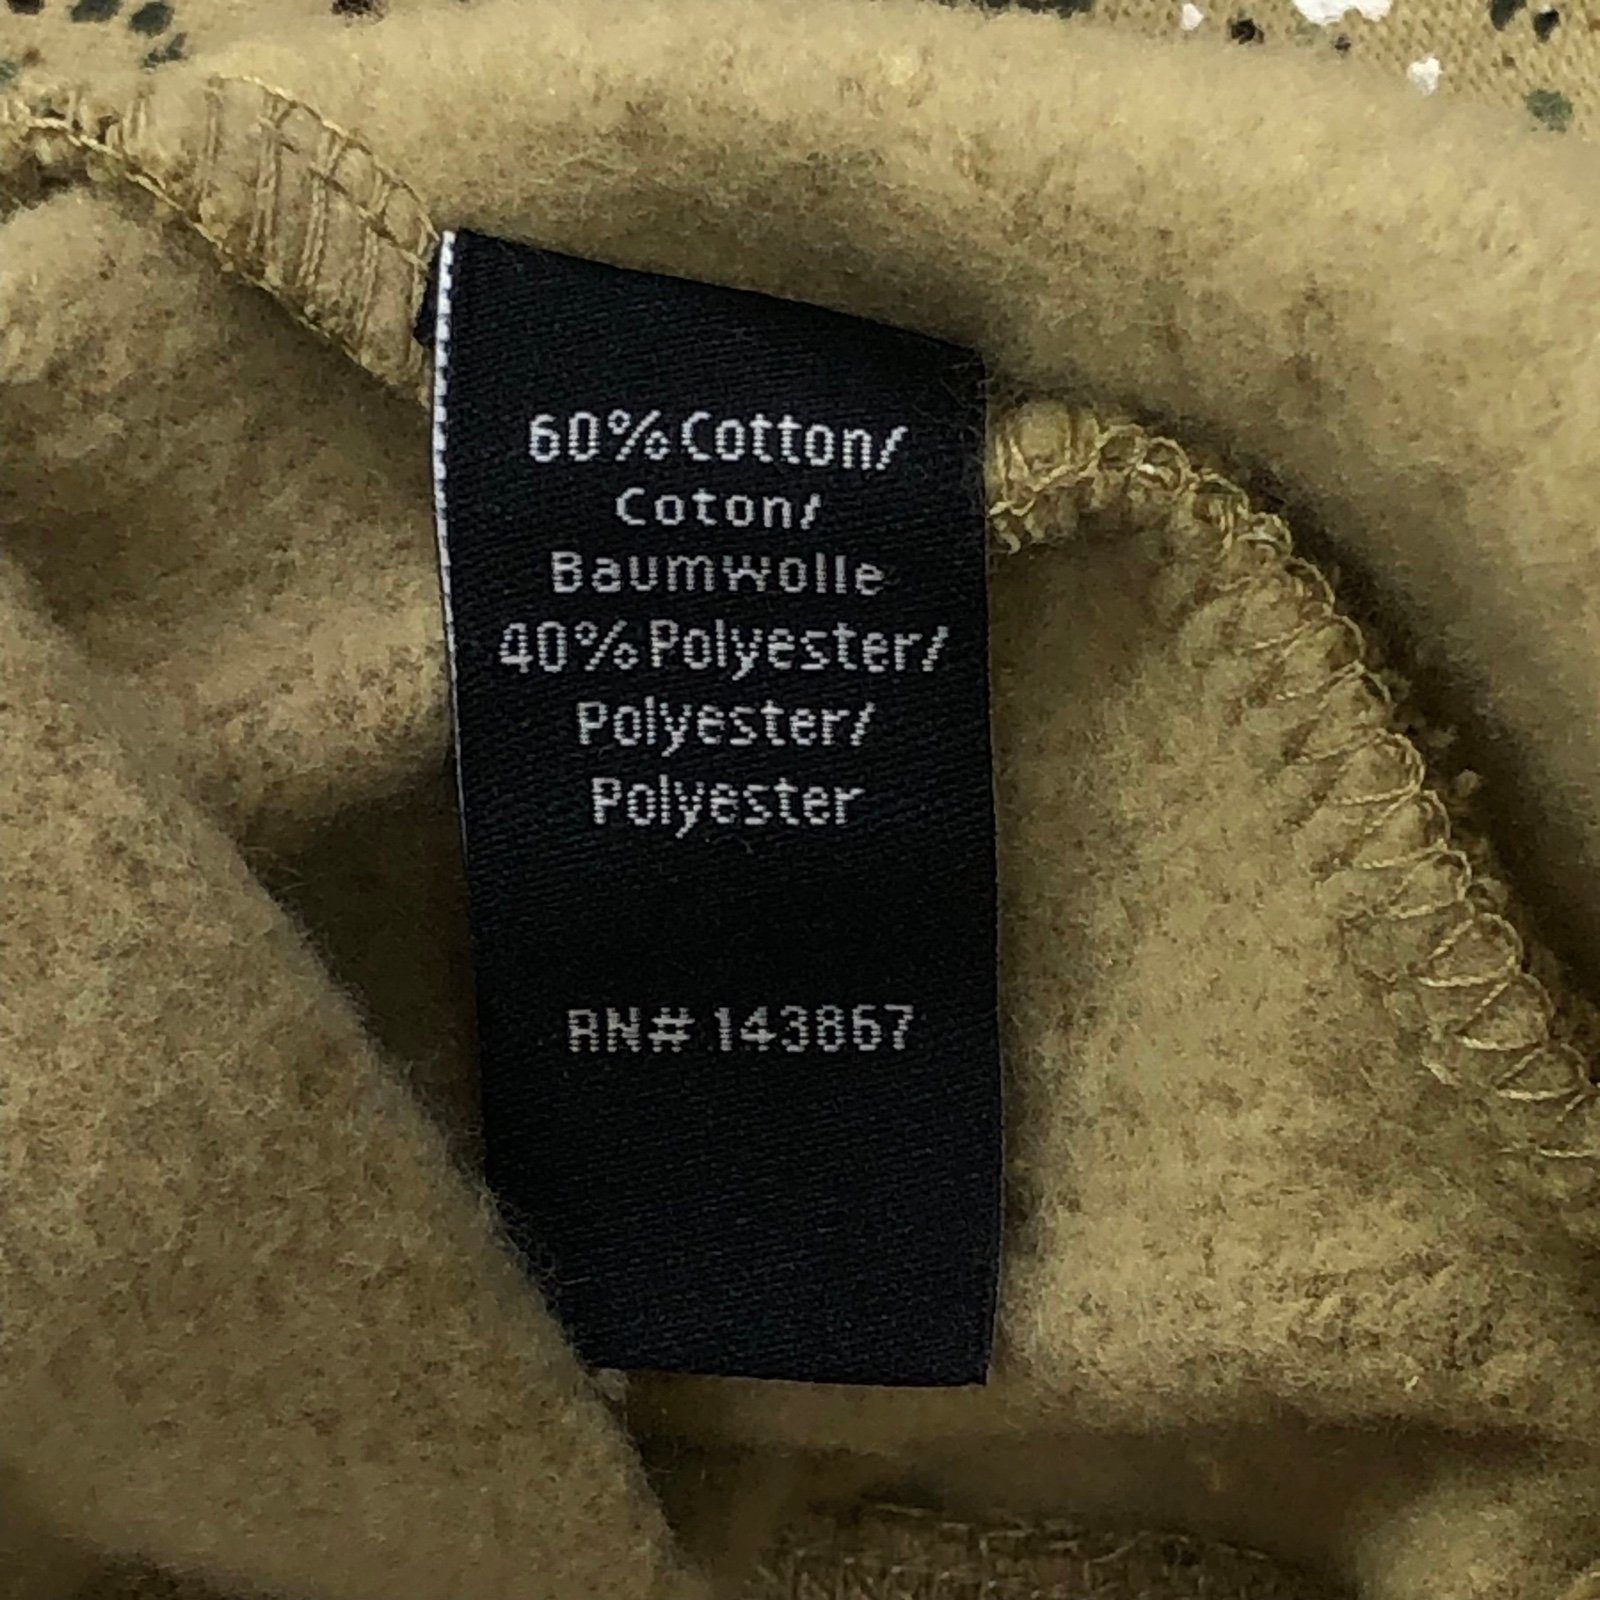 60% Cotton/
Coton/
Baumwolle
40% Polyester/
Polyester/
Polyester
RN# 143867